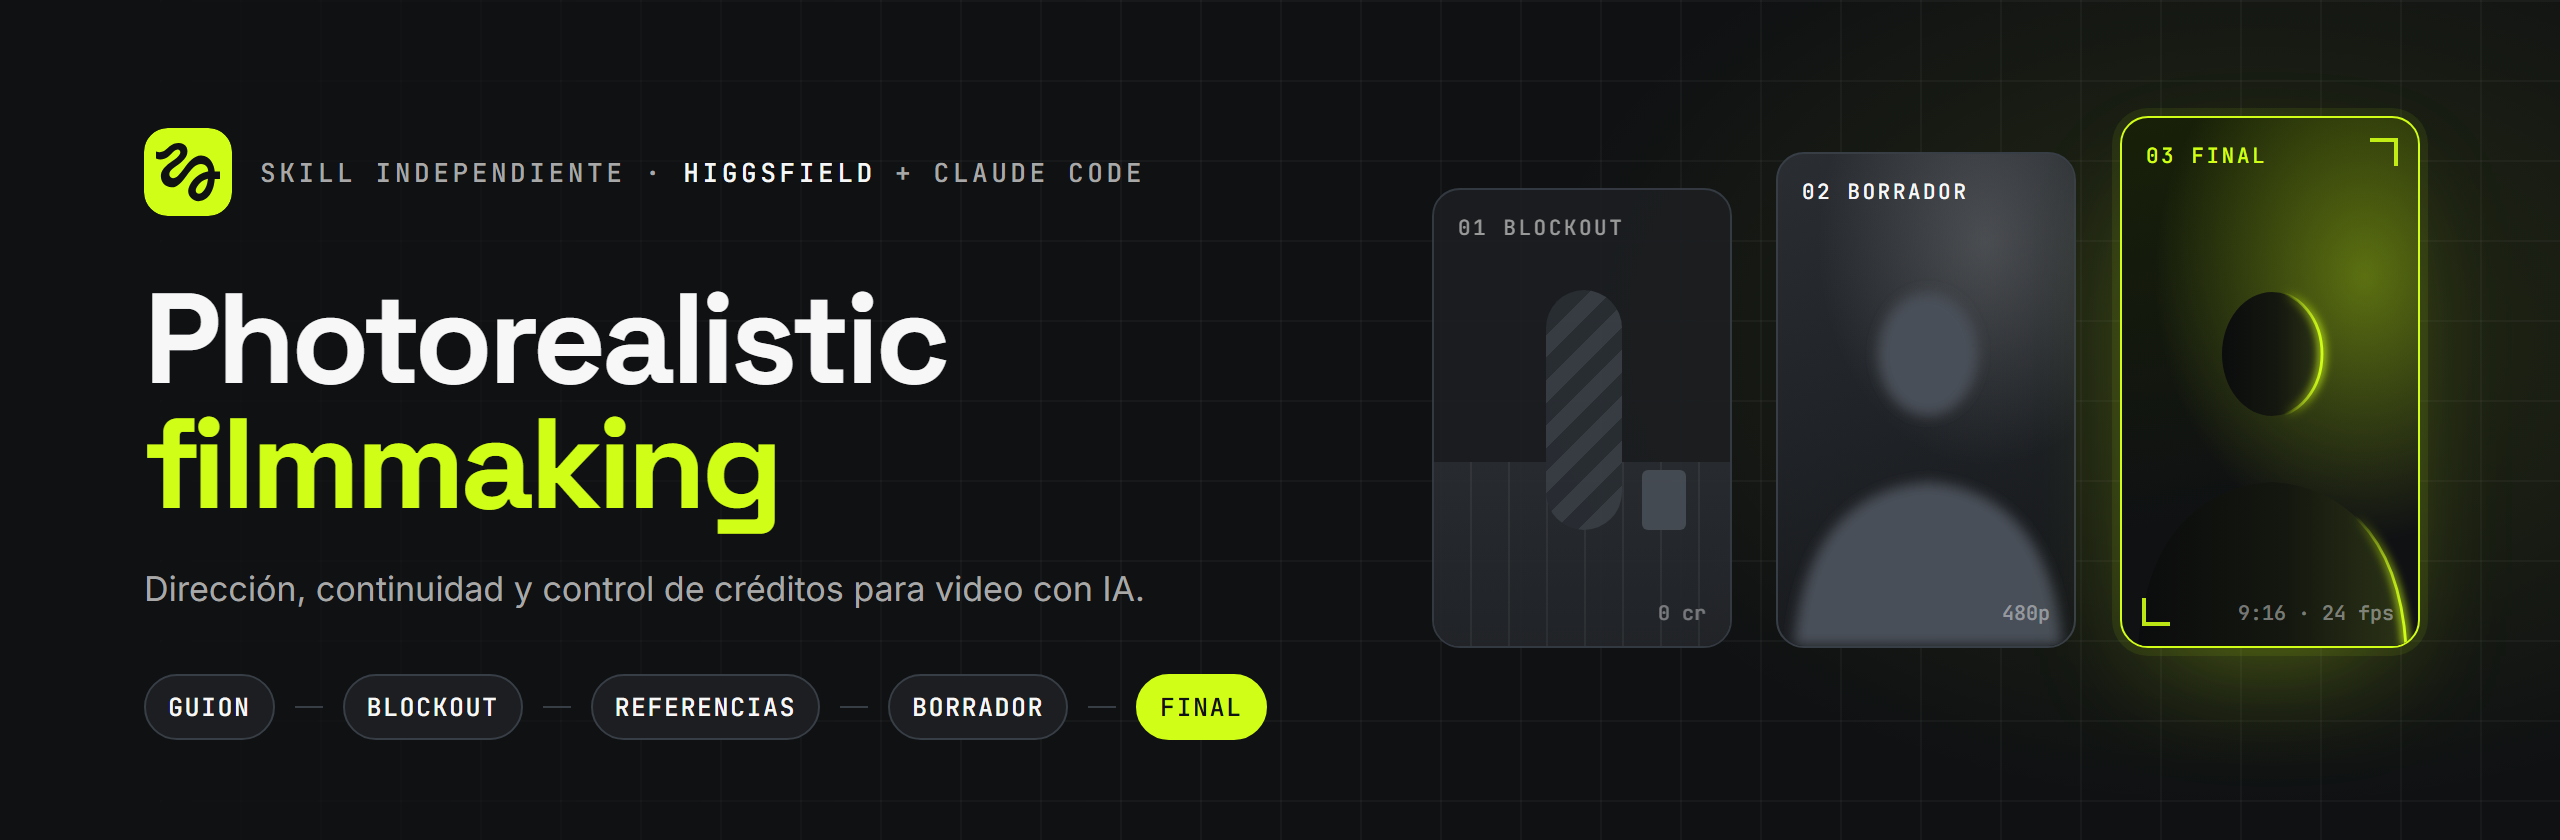 SKILL INDEPENDIENTE · HIGGSFIELD + CLAUDE CODE
Photorealistic
filmmaking
Dirección, continuidad y control de créditos para video con IA.
GUION
BLOCKOUT
REFERENCIAS
BORRADOR
FINAL
01 BLOCKOUT
0 cr
02 BORRADOR
480p
03 FINAL
9:16 · 24 fps